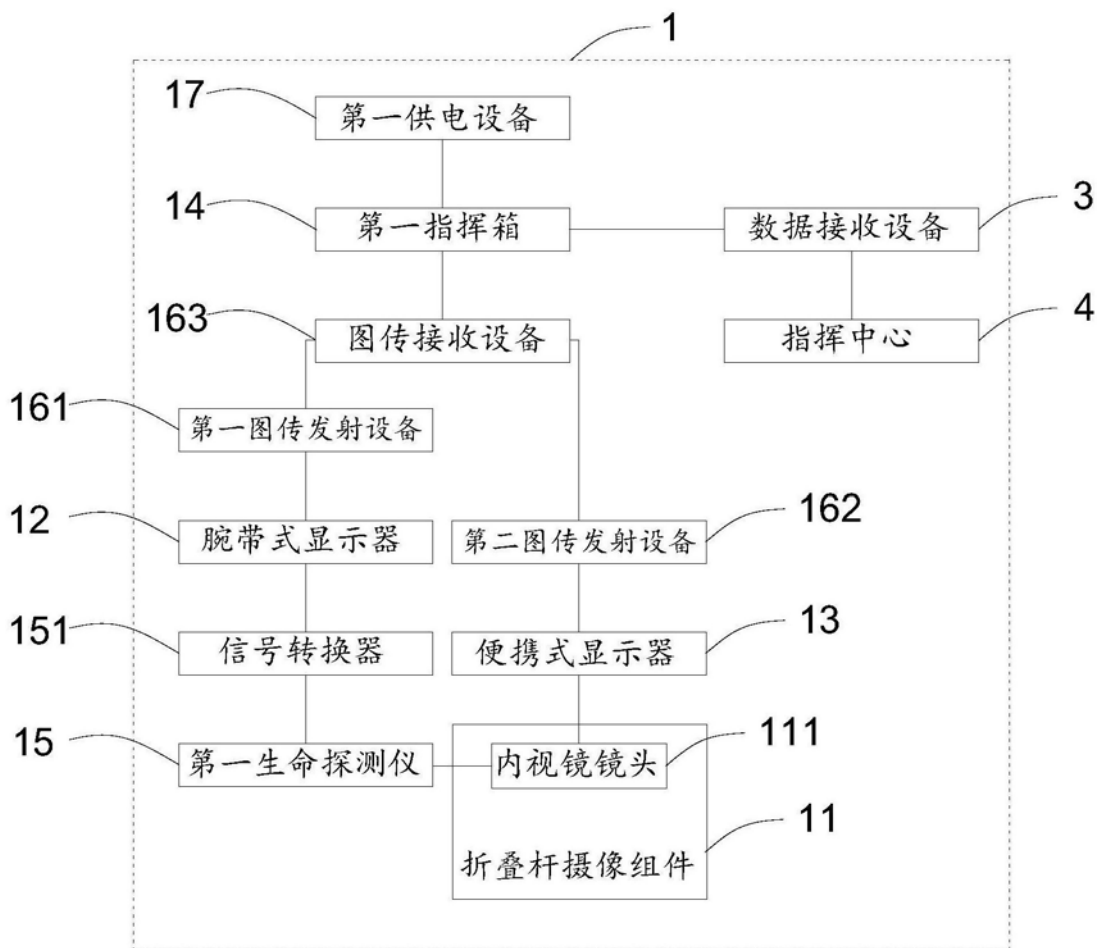 1
17
第一供电设备
14
第一指挥箱
数据接收设备
3
163
图传接收设备
指挥中心
4
161
第一图传发射设备
12
腕带式显示器
第二图传发射设备
162
151
信号转换器
便携式显示器
13
15
第一生命探测仪
内视镜镜头
111
折叠杆摄像组件
11